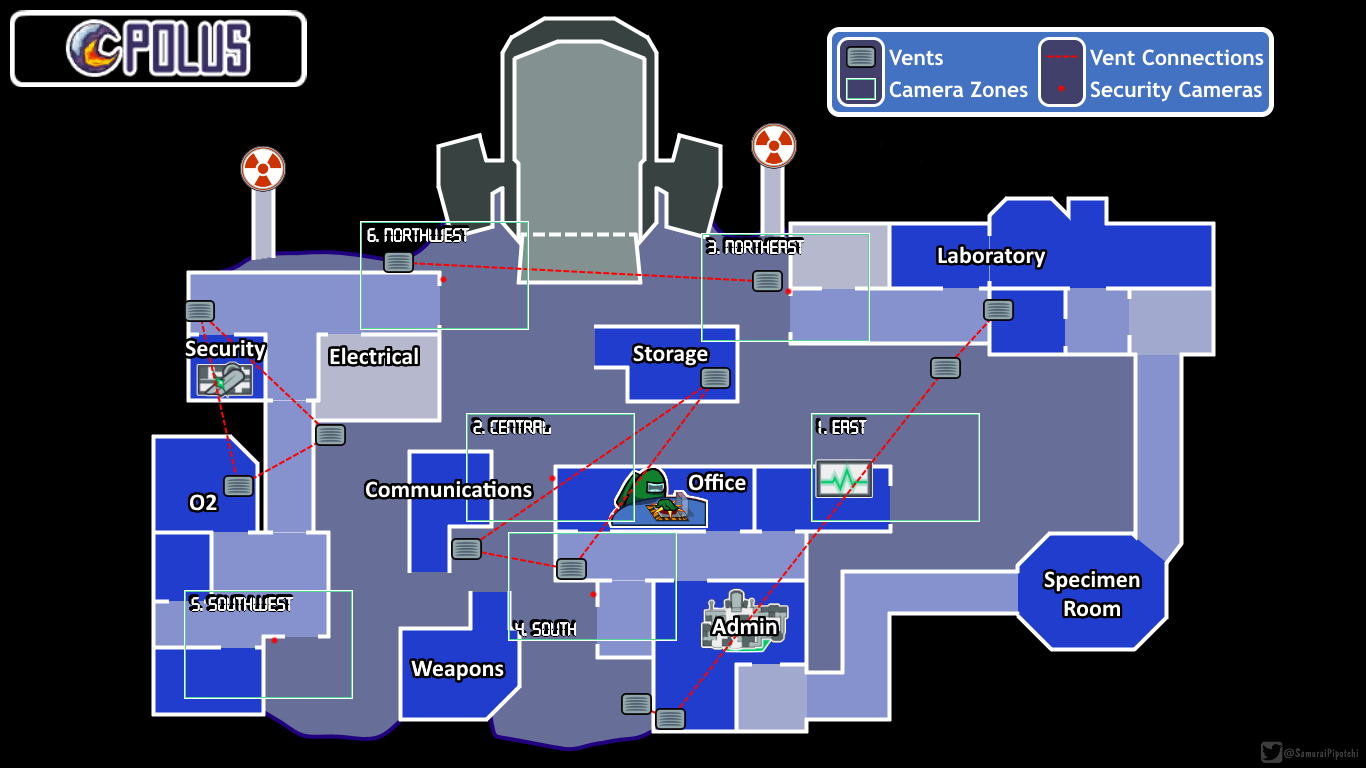 POLUS
Vents
Vent Connections
Camera Zones
Security Cameras
6. NORTHWEST
3. NORTHEAST
Laboratory
Security
Electrical
Storage
2. CENTRAL
1. EAST
Communications
Office
O2
Specimen
Room
5. SOUTHWEST
4. SOUTH
Admin
Weapons
@SamuraiPipotchi